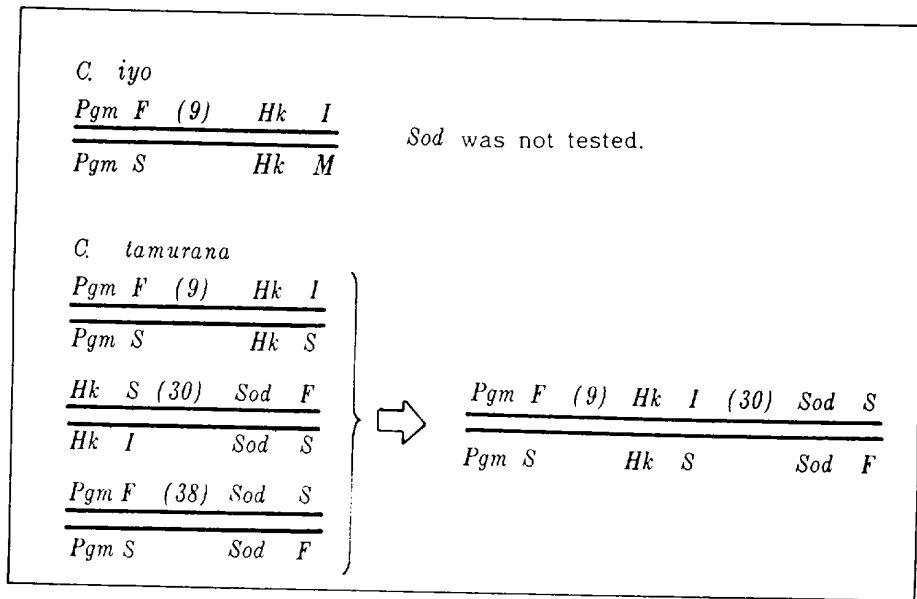 C. iyo
Pgm F (9) Hk I
Pgm S Hk M
Sod was not tested.
C. tamurana
Pgm F (9) Hk I
Pgm S Hk S
Hk S (30) Sod F
Hk I Sod S
Pgm F (38) Sod S
Pgm S Sod F
Pgm F (9) Hk I (30) Sod S
Pgm S Hk S Sod F